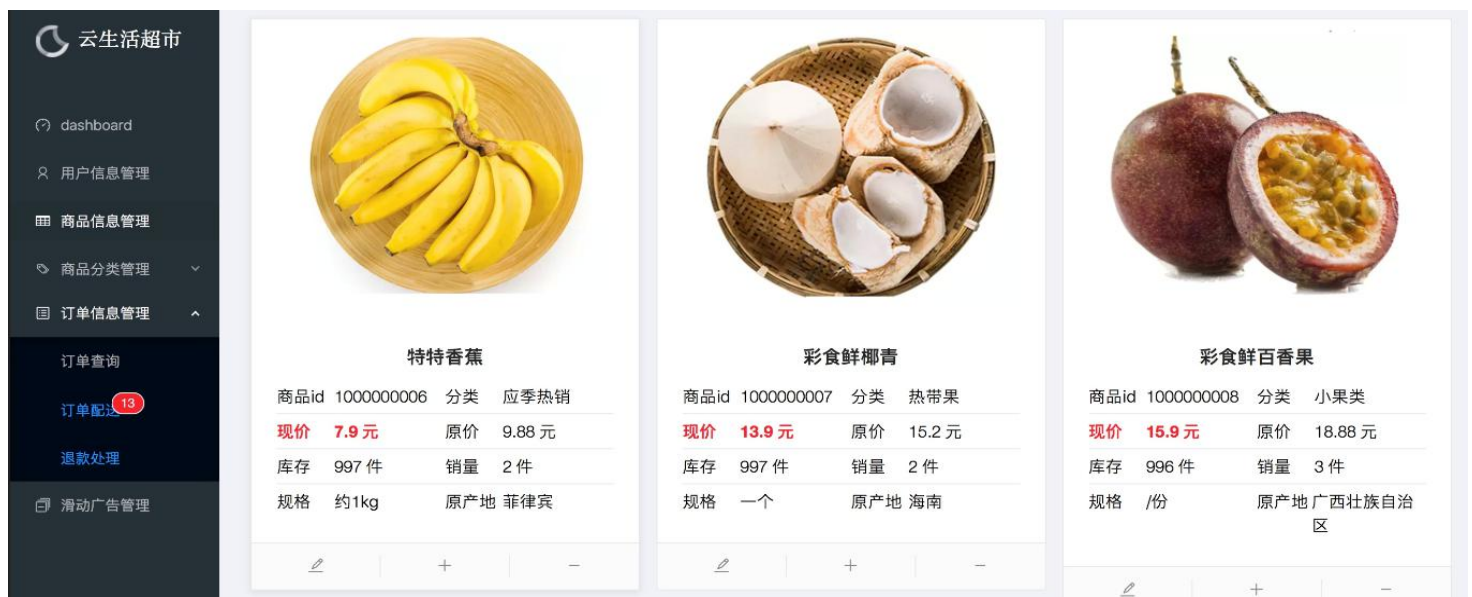 云生活超市
dashboard
用户信息管理
商品信息管理
商品分类管理
订单信息管理
订单查询
订单配送
13
退款处理
滑动广告管理
特特香蕉
商品id 1000000006 分类 应季热销
现价 7.9 元 原价 9.88 元
库存 997 件 销量 2 件
规格 约1kg 原产地 菲律宾
彩食鲜椰青
商品id 1000000007 分类 热带果
现价 13.9 元 原价 15.2 元
库存 997 件 销量 2 件
规格 一个 原产地 海南
彩食鲜百香果
商品id 1000000008 分类 小果类
现价 15.9 元 原价 18.88 元
库存 996 件 销量 3 件
规格 /份 原产地 广西壮族自治
区